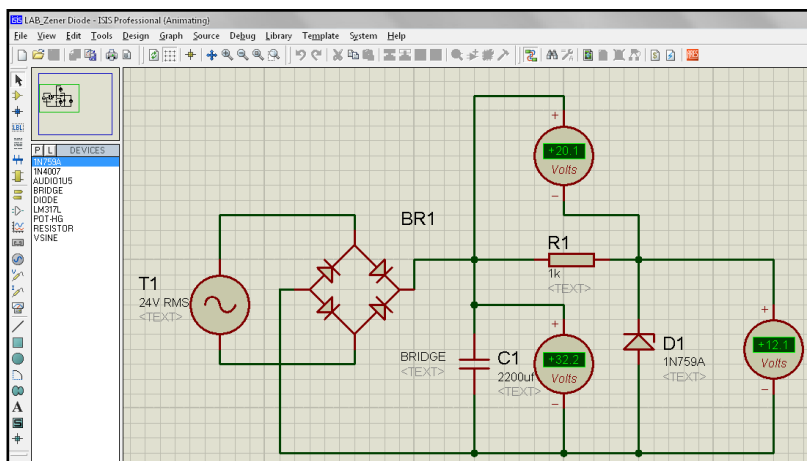 ISIS LAB_Zener Diode - ISIS Professional (Animating)
File View Edit Tools Design Graph Source Debug Library Template System Help
LBL
P L DEVICES
1N759A
1N4007
AUDIO1U5
BRIDGE
DIODE
LM317L
POT-HG
RESISTOR
VSINE
A
S
+
+20.1
Volts
−
BR1
R1
1k
<TEXT>
T1
24V RMS
<TEXT>
BRIDGE
<TEXT>
C1
2200uf
<TEXT>
+
+32.2
Volts
−
D1
1N759A
<TEXT>
+
+12.1
Volts
−